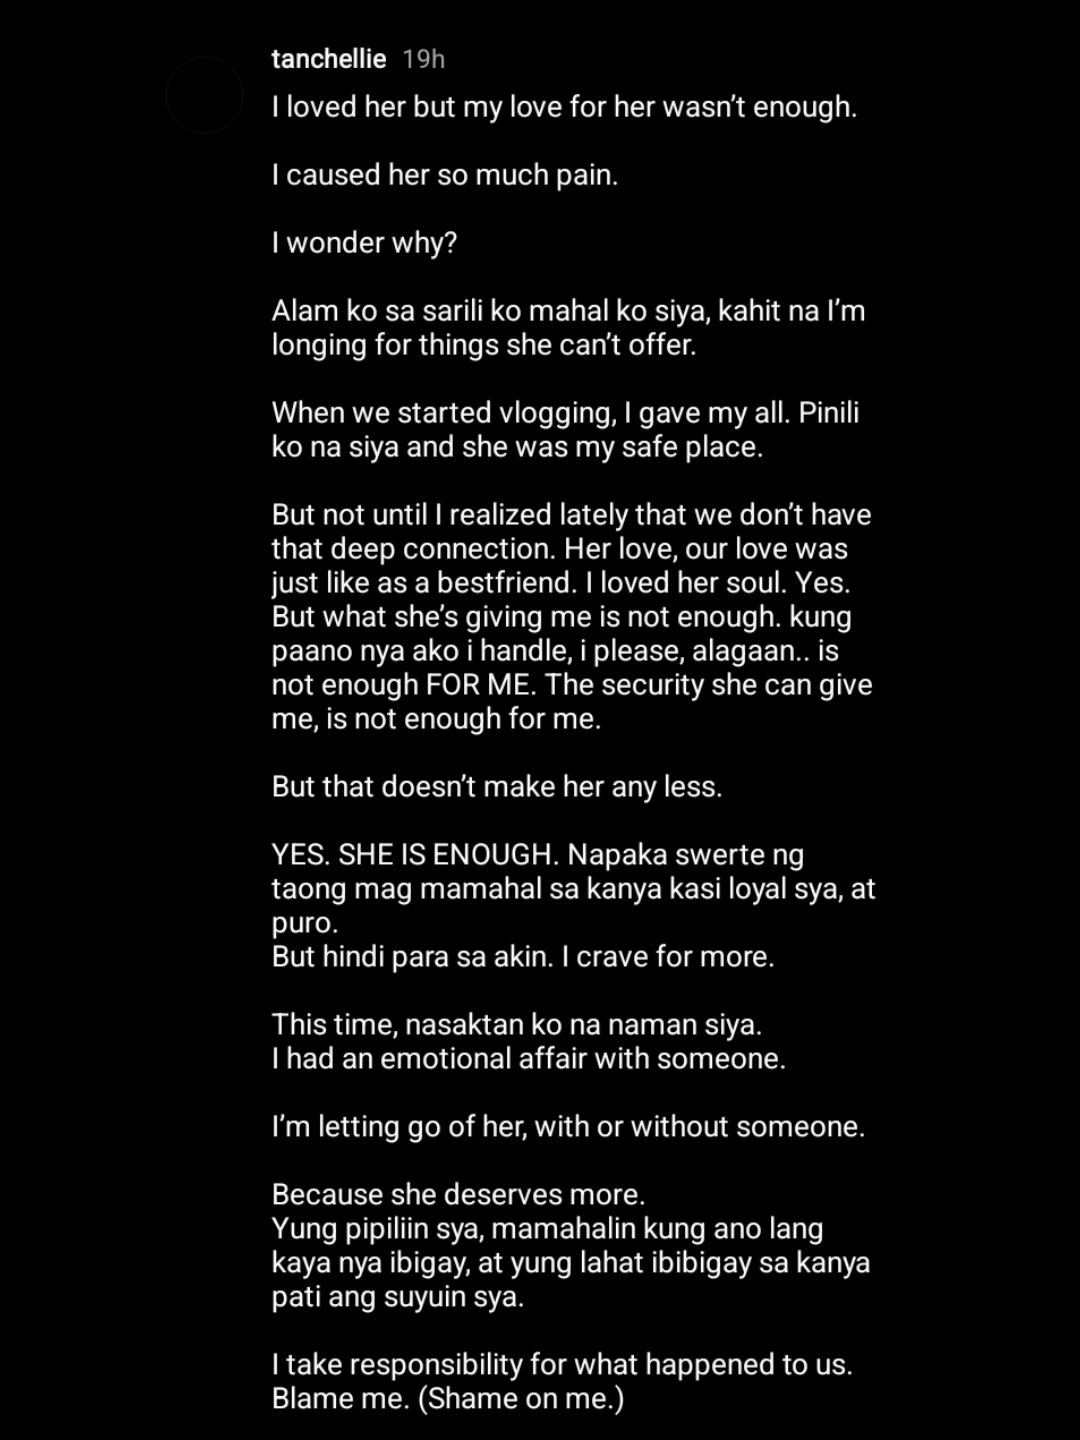 tanchellie 19h
I loved her but my love for her wasn’t enough.
I caused her so much pain.
I wonder why?
Alam ko sa sarili ko mahal ko siya, kahit na I’m
longing for things she can’t offer.
When we started vlogging, I gave my all. Pinili
ko na siya and she was my safe place.
But not until I realized lately that we don’t have
that deep connection. Her love, our love was
just like as a bestfriend. I loved her soul. Yes.
But what she’s giving me is not enough. kung
paano nya ako i handle, i please, alagaan.. is
not enough FOR ME. The security she can give
me, is not enough for me.
But that doesn’t make her any less.
YES. SHE IS ENOUGH. Napaka swerte ng
taong mag mamahal sa kanya kasi loyal sya, at
puro.
But hindi para sa akin. I crave for more.
This time, nasaktan ko na naman siya.
I had an emotional affair with someone.
I’m letting go of her, with or without someone.
Because she deserves more.
Yung pipiliin sya, mamahalin kung ano lang
kaya nya ibigay, at yung lahat ibibigay sa kanya
pati ang suyuin sya.
I take responsibility for what happened to us.
Blame me. (Shame on me.)